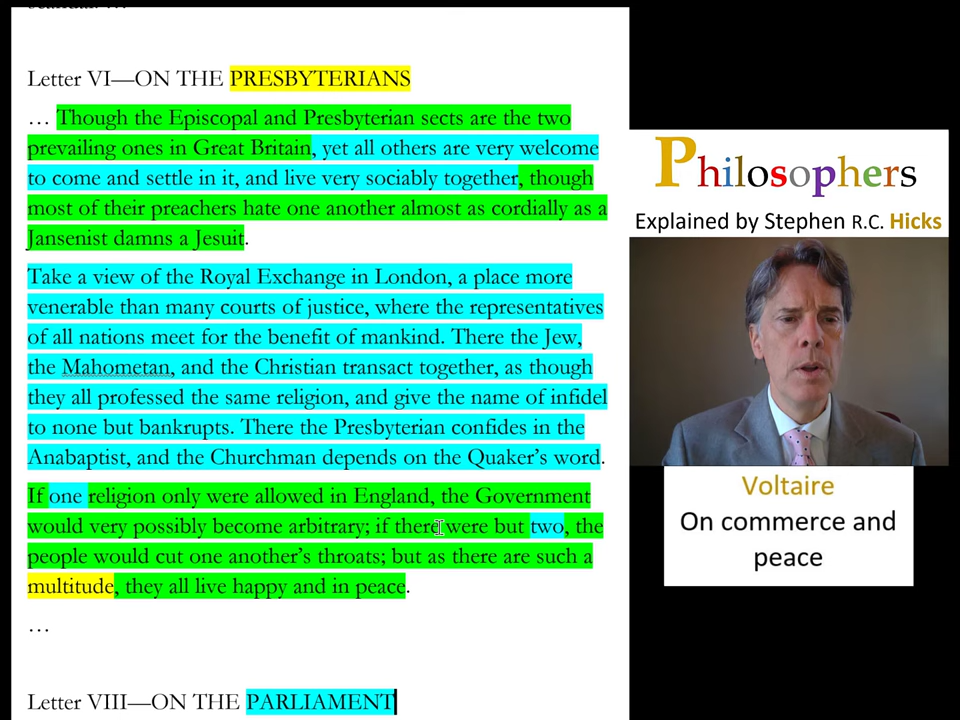 Letter VI—ON THE PRESBYTERIANS
… Though the Episcopal and Presbyterian sects are the two
prevailing ones in Great Britain, yet all others are very welcome
to come and settle in it, and live very sociably together, though
most of their preachers hate one another almost as cordially as a
Jansenist damns a Jesuit.
Take a view of the Royal Exchange in London, a place more
venerable than many courts of justice, where the representatives
of all nations meet for the benefit of mankind. There the Jew,
the Mahometan, and the Christian transact together, as though
they all professed the same religion, and give the name of infidel
to none but bankrupts. There the Presbyterian confides in the
Anabaptist, and the Churchman depends on the Quaker’s word.
If one religion only were allowed in England, the Government
would very possibly become arbitrary; if there were but two, the
people would cut one another’s throats; but as there are such a
multitude, they all live happy and in peace.
…
Letter VIII—ON THE PARLIAMENT
Philosophers
Explained by Stephen R.C. Hicks
Voltaire
On commerce and
peace